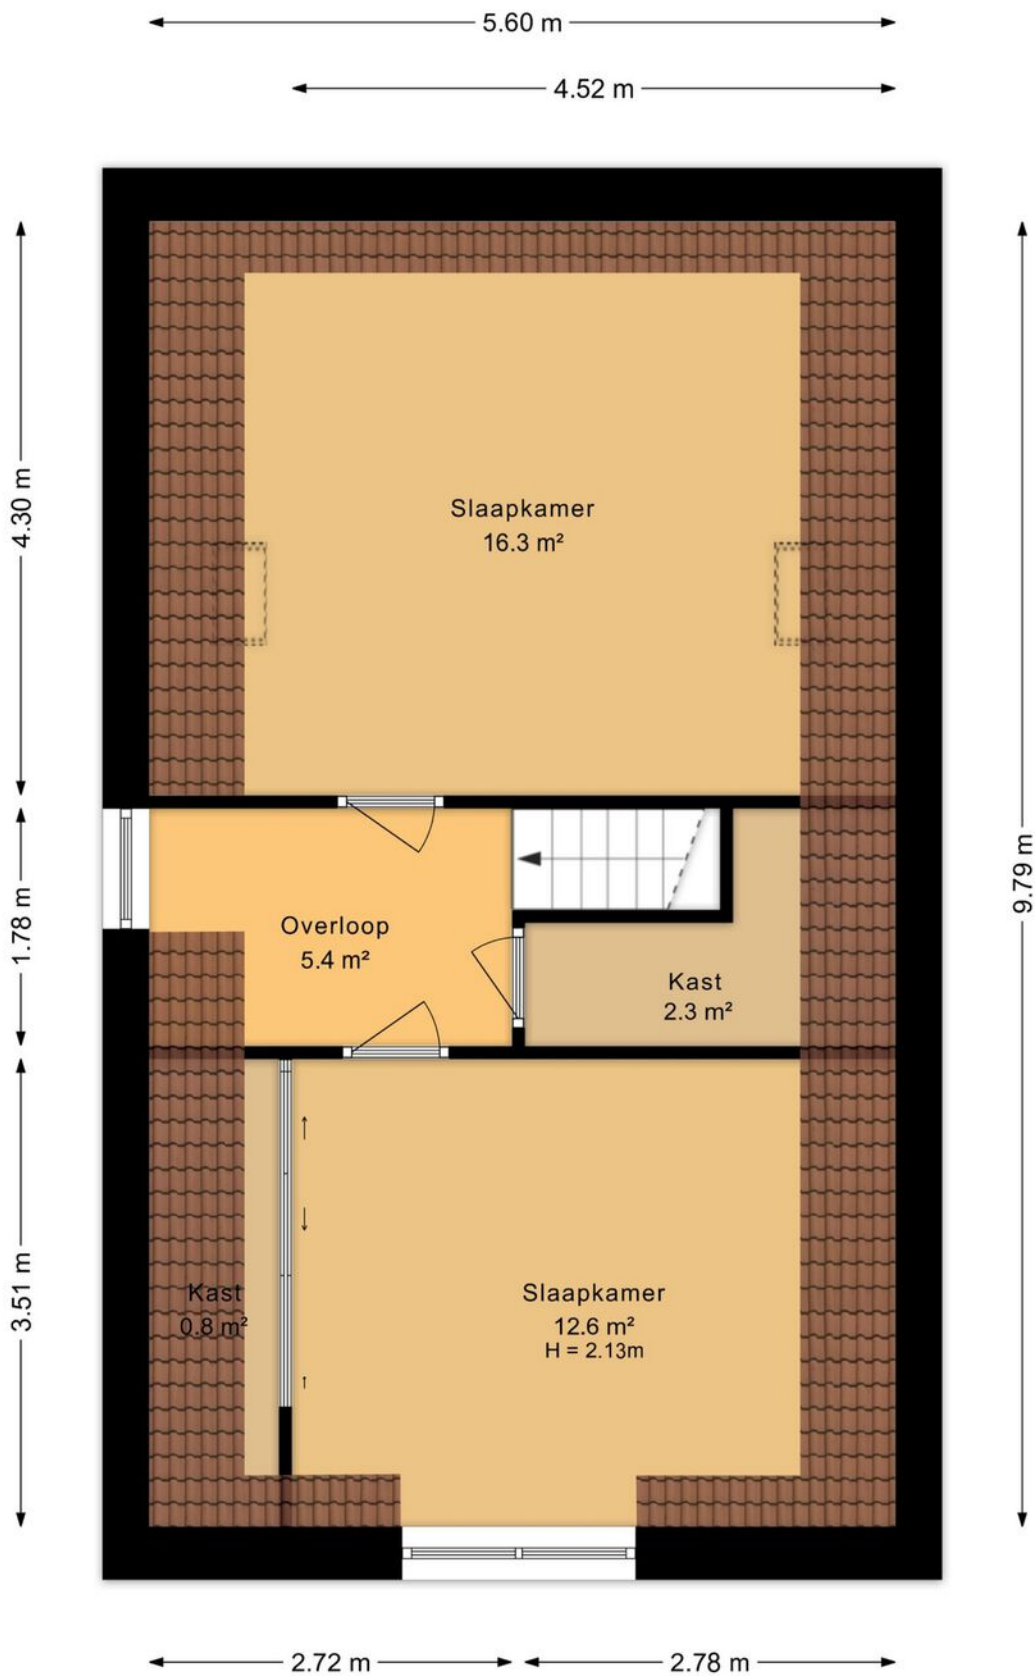 5.60 m
4.52 m
4.30 m
9.79 m
Slaapkamer
16.3 m²
1.78 m
Overloop
5.4 m²
Kast
2.3 m²
3.51 m
Kast
0.8 m²
Slaapkamer
12.6 m²
H = 2.13m
2.72 m
2.78 m